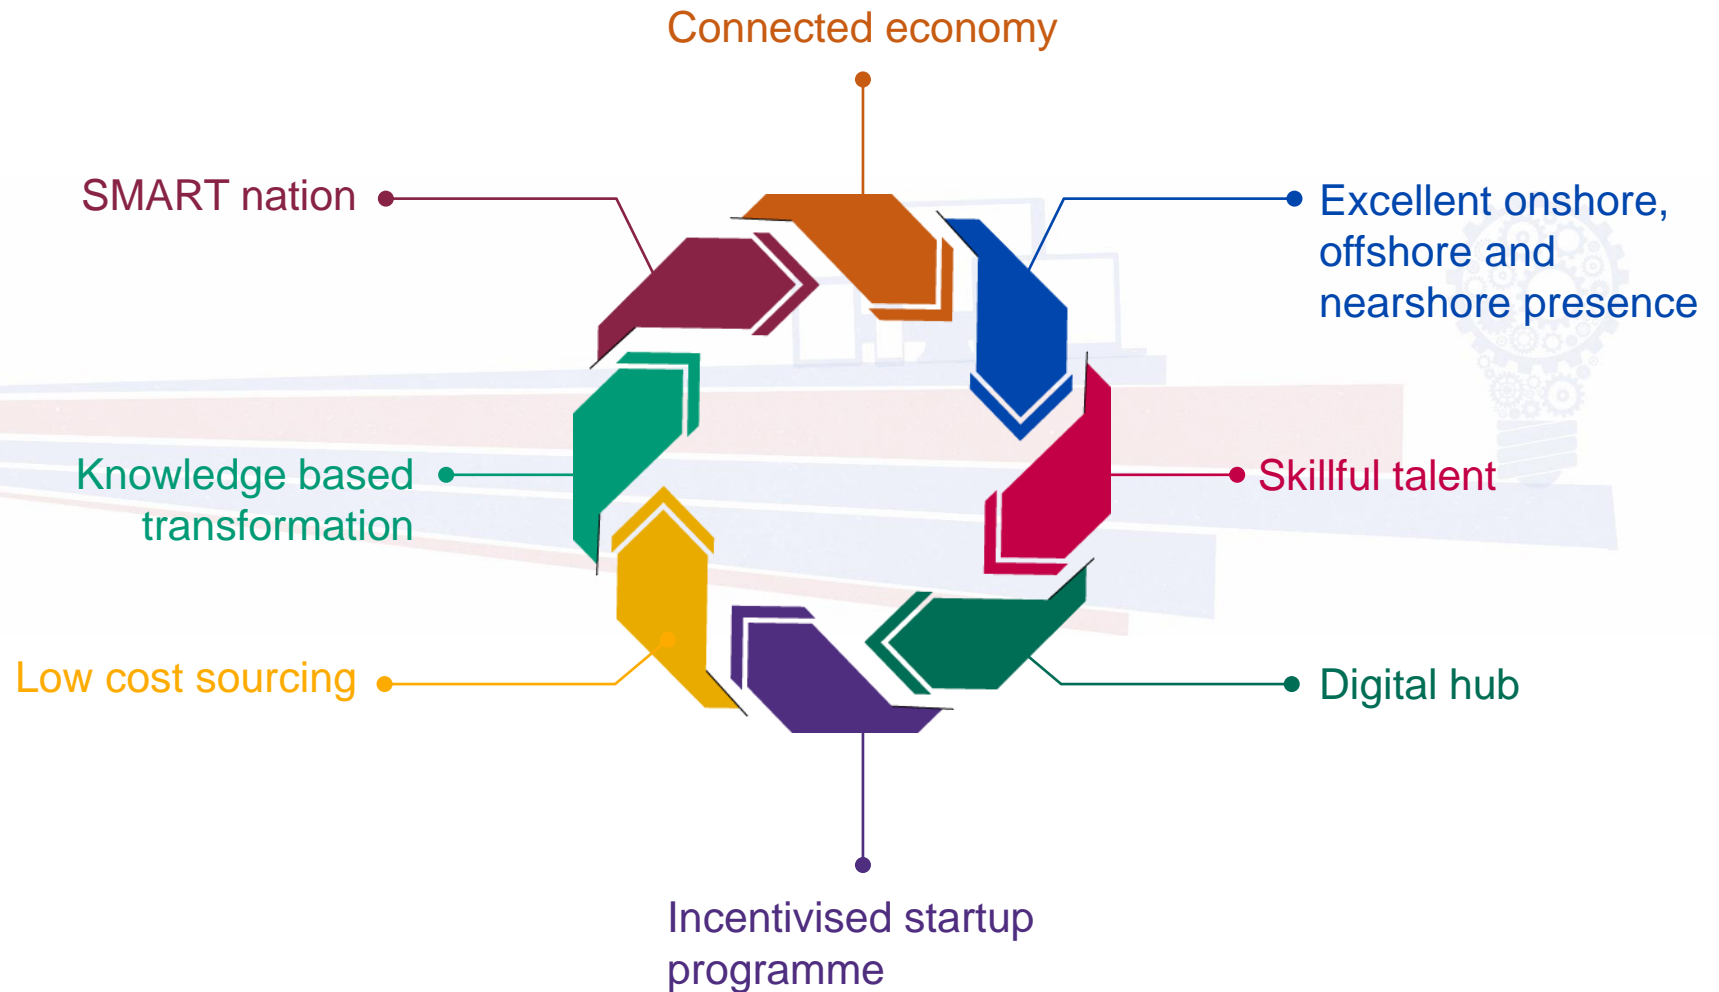 Connected economy
SMART nation
Excellent onshore,
offshore and
nearshore presence
Knowledge based
transformation
Skillful talent
Low cost sourcing
Digital hub
Incentivised startup
programme